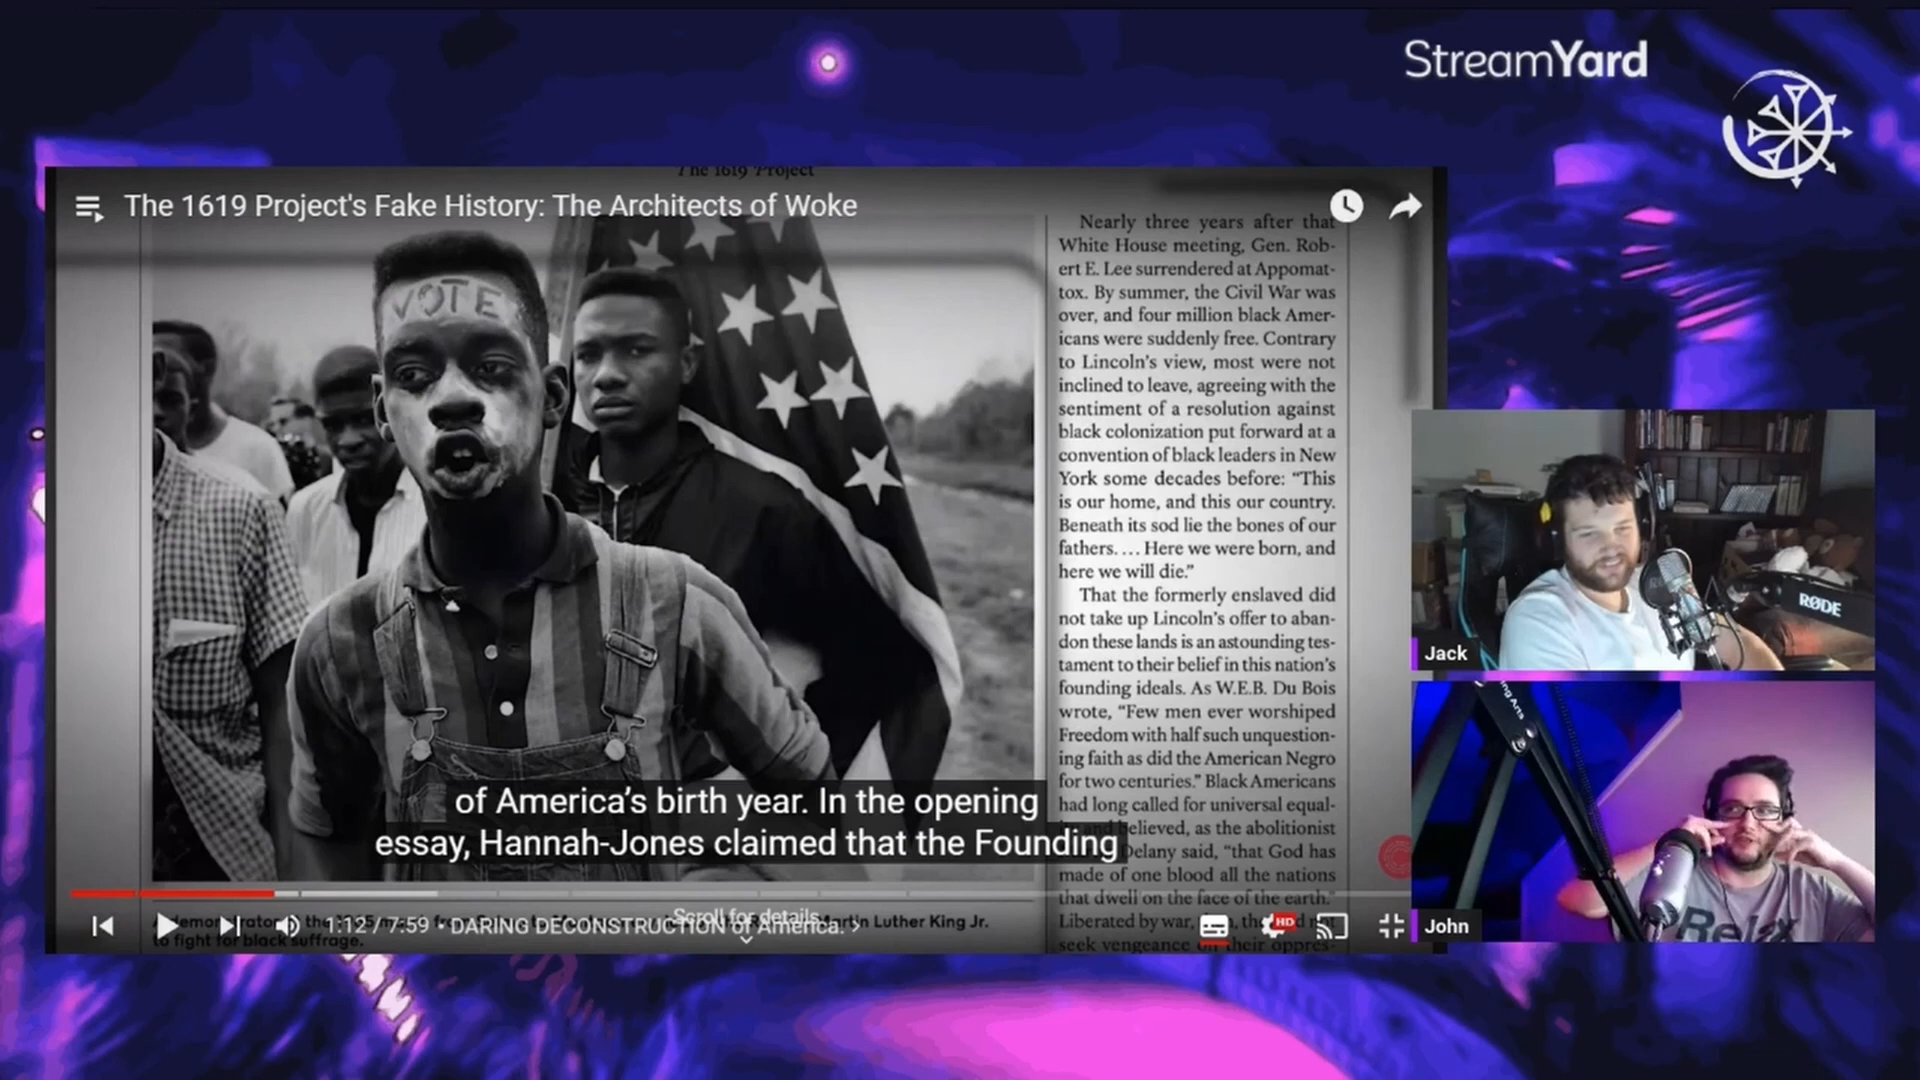 StreamYard
The 1619 Project
The 1619 Project's Fake History: The Architects of Woke
VOTE
Nearly three years after that
White House meeting, Gen. Rob-
ert E. Lee surrendered at Appomat-
tox. By summer, the Civil War was
over, and four million black Amer-
icans were suddenly free. Contrary
to Lincoln's view, most were not
inclined to leave, agreeing with the
sentiment of a resolution against
black colonization put forward at a
convention of black leaders in New
York some decades before: “This
is our home, and this our country.
Beneath its sod lie the bones of our
fathers. ... Here we were born, and
here we will die.”
That the formerly enslaved did
not take up Lincoln's offer to aban-
don these lands is an astounding tes-
tament to their belief in this nation's
founding ideals. As W.E.B. Du Bois
wrote, “Few men ever worshiped
Freedom with half such unquestion-
ing faith as did the American Negro
for two centuries.” Black Americans
had long called for universal equal-
and believed, as the abolitionist
Delany said, “that God has
made of one blood all the nations
that dwell on the face of the earth.”
Liberated by war, did not
seek vengeance on their oppres-
of America's birth year. In the opening
essay, Hannah-Jones claimed that the Founding
1:12 / 7:59 • DARING DECONSTRUCTION of America. >
Scroll for details
Martin Luther King Jr.
to fight for black suffrage.
HD
RØDE
Jack
Relax
John